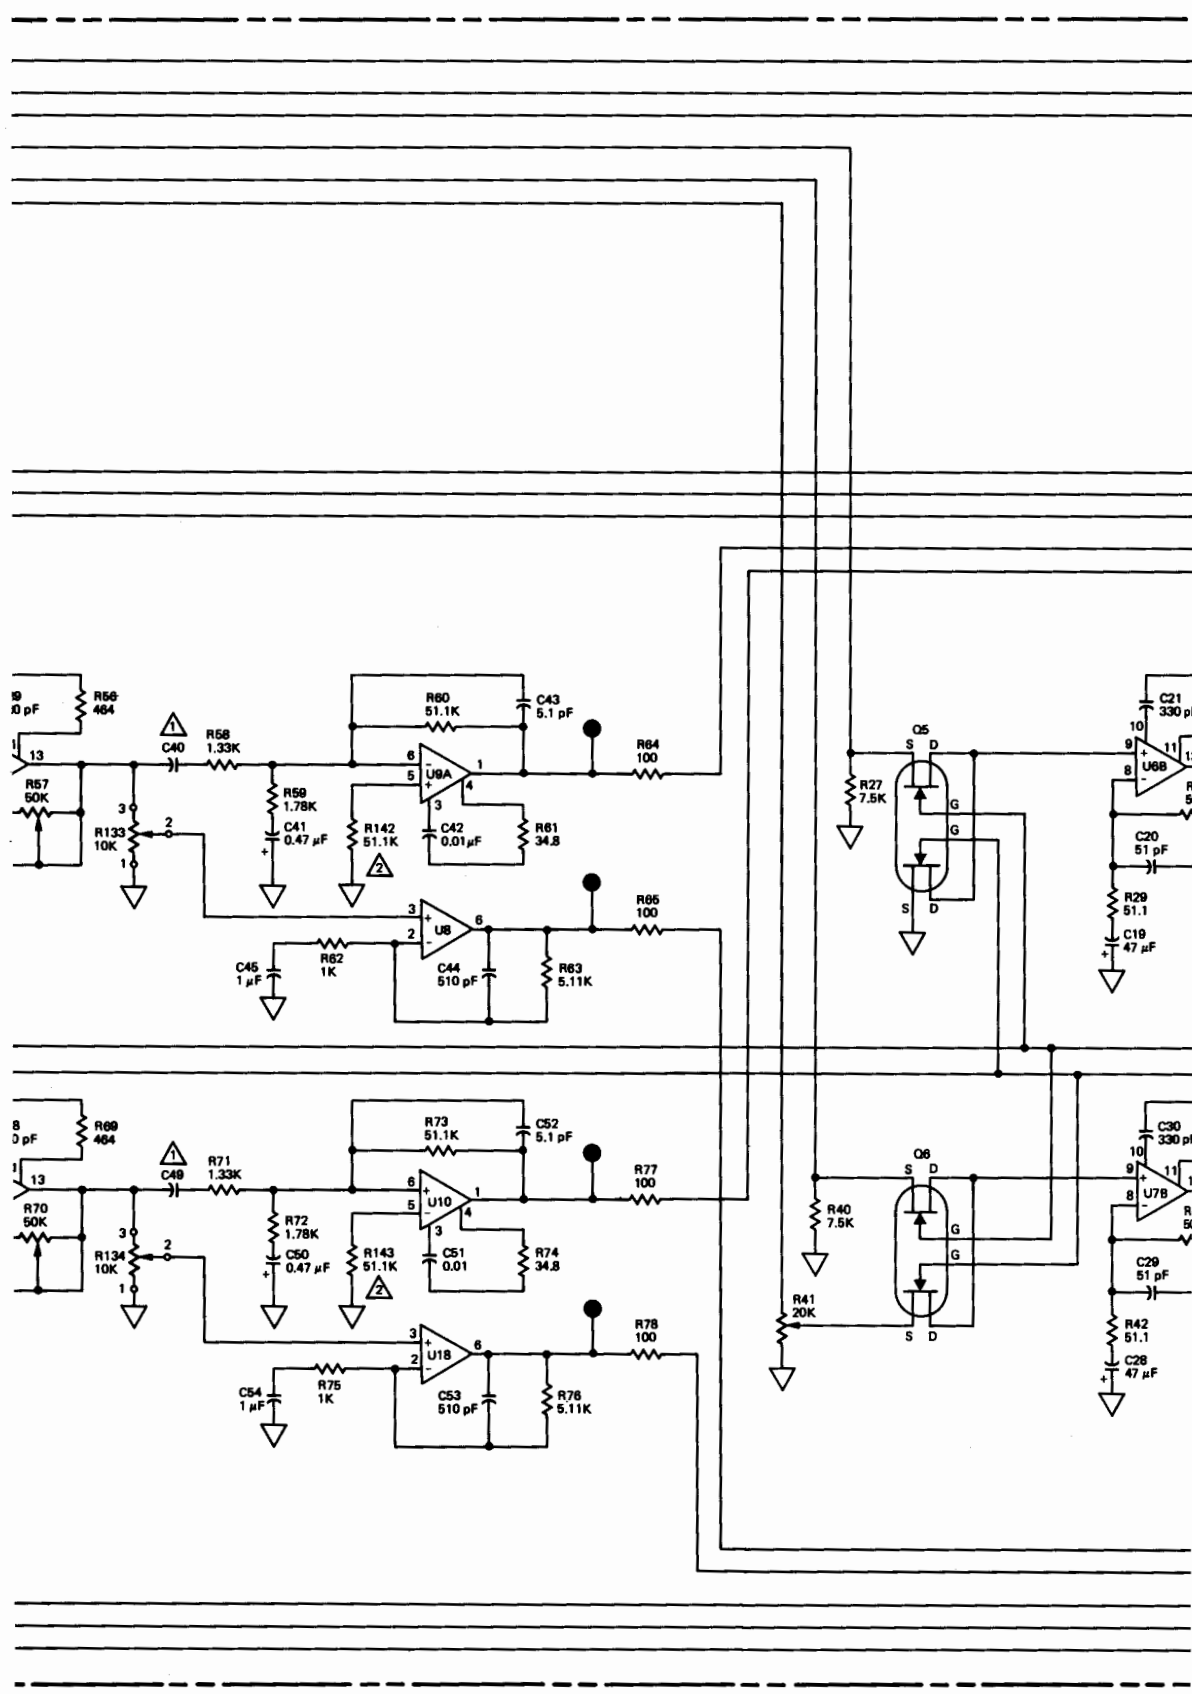 R56
464
0 pF
13
R57
50K
C40
1
R58
1.33K
3
2
R133
10K
1
R59
1.78K
C41
0.47 µF
+
R60
51.1K
C43
5.1 pF
6
5
-
+
U9A
1
4
3
R142
51.1K
2
C42
0.01µF
R61
34.8
R64
100
3
2
+
-
U8
6
R62
1K
C45
1 µF
C44
510 pF
R63
5.11K
R65
100
Q5
S
D
G
G
S
D
R27
7.5K
C21
330 p
10
9
8
+
-
U6B
11
C20
51 pF
R29
51.1
C19
47 µF
+
R69
464
0 pF
13
R70
50K
1
C49
R71
1.33K
3
2
R134
10K
1
R72
1.78K
C50
0.47 µF
+
R73
51.1K
C52
5.1 pF
6
5
+
-
U10
1
4
3
R143
51.1K
2
C51
0.01
R74
34.8
R77
100
3
2
+
-
U18
6
R75
1K
C54
1 µF
C53
510 pF
R76
5.11K
R78
100
Q6
S
D
G
G
S
D
R40
7.5K
R41
20K
C30
330 p
10
9
8
+
-
U7B
11
C29
51 pF
R42
51.1
C28
47 µF
+